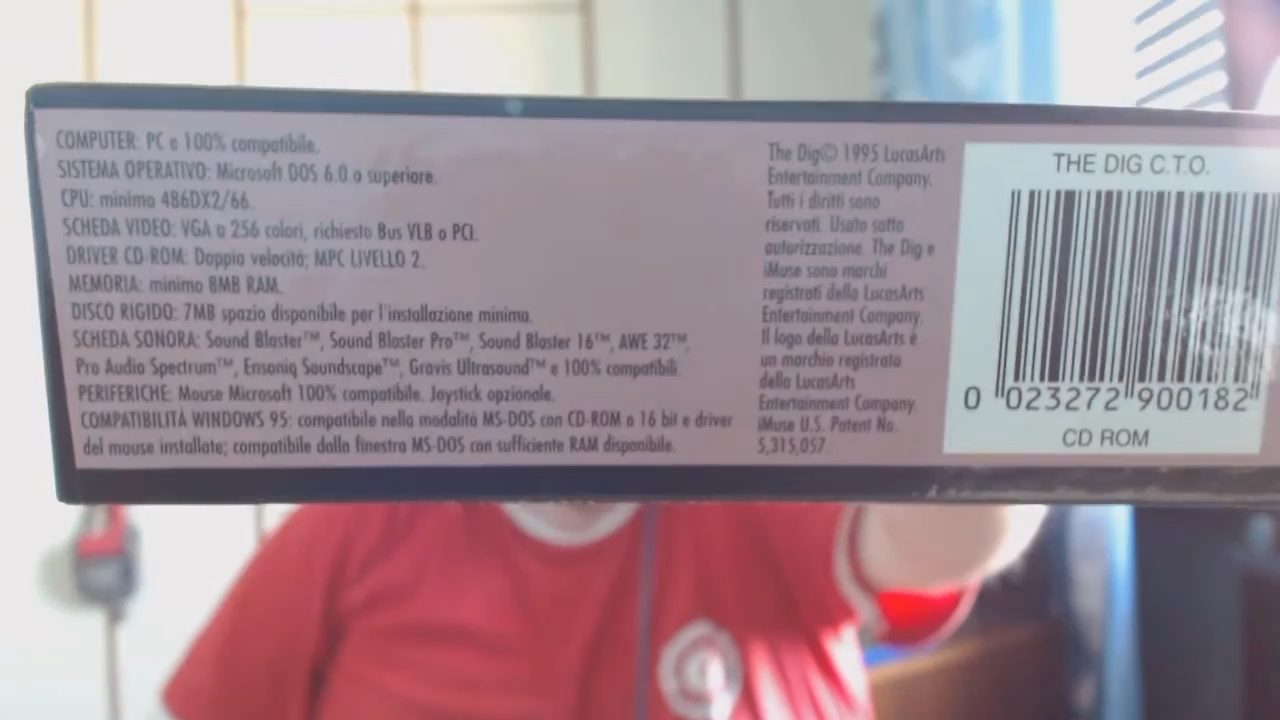 COMPUTER: PC e 100% compatibile.
SISTEMA OPERATIVO: Microsoft DOS 6.0 o superiore.
CPU: minimo 486DX2/66.
SCHEDA VIDEO: VGA a 256 colori, richiesto Bus VLB o PCI.
DRIVER CD-ROM: Doppia velocità; MPC LIVELLO 2.
MEMORIA: minimo 8MB RAM.
DISCO RIGIDO: 7MB spazio disponibile per l'installazione minima.
SCHEDA SONORA: Sound Blaster™, Sound Blaster Pro™, Sound Blaster 16™, AWE 32™,
Pro Audio Spectrum™, Ensoniq Soundscape™, Gravis Ultrasound™ e 100% compatibili.
PERIFERICHE: Mouse Microsoft 100% compatibile. Joystick opzionale.
COMPATIBILITÀ WINDOWS 95: compatibile nella modalità MS-DOS con CD-ROM a 16 bit e driver
del mouse installate; compatibile dalla finestra MS-DOS con sufficiente RAM disponibile.
The Dig© 1995 LucasArts
Entertainment Company.
Tutti i diritti sono
riservati. Usato sotto
autorizzazione. The Dig e
iMuse sono marchi
registrati della LucasArts
Entertainment Company.
Il logo della LucasArts è
un marchio registrato
della LucasArts
Entertainment Company.
iMuse U.S. Patent No.
5,315,057.
THE DIG C.T.O.
0 023272 900182
CD ROM